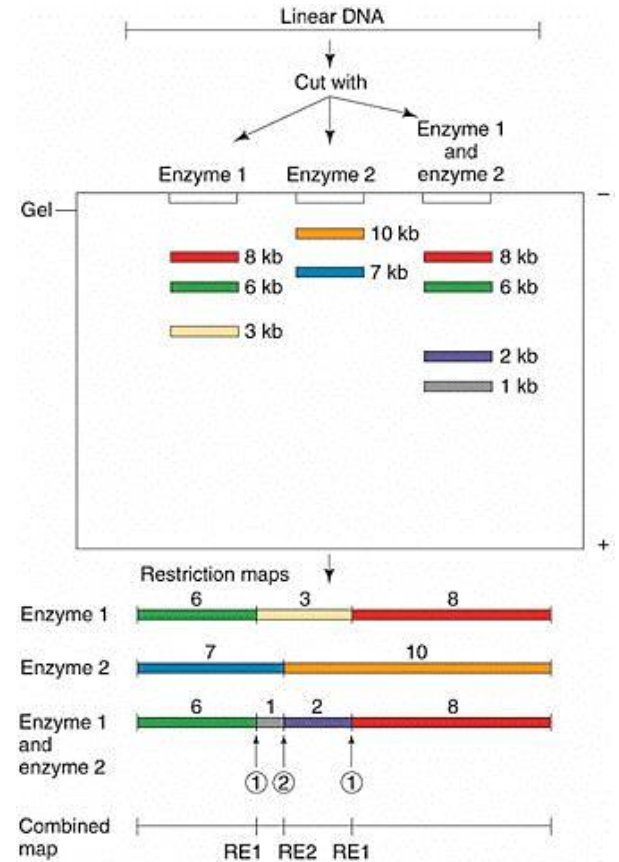 Linear DNA
Cut with
Enzyme 1
Enzyme 2
Enzyme 1
and
enzyme 2
Gel
−
10 kb
8 kb
8 kb
7 kb
6 kb
6 kb
3 kb
2 kb
1 kb
+
Restriction maps
6 3 8
Enzyme 1
7 10
Enzyme 2
6 1 2 8
Enzyme 1
and
enzyme 2
1 2 1
Combined
map
RE1 RE2 RE1